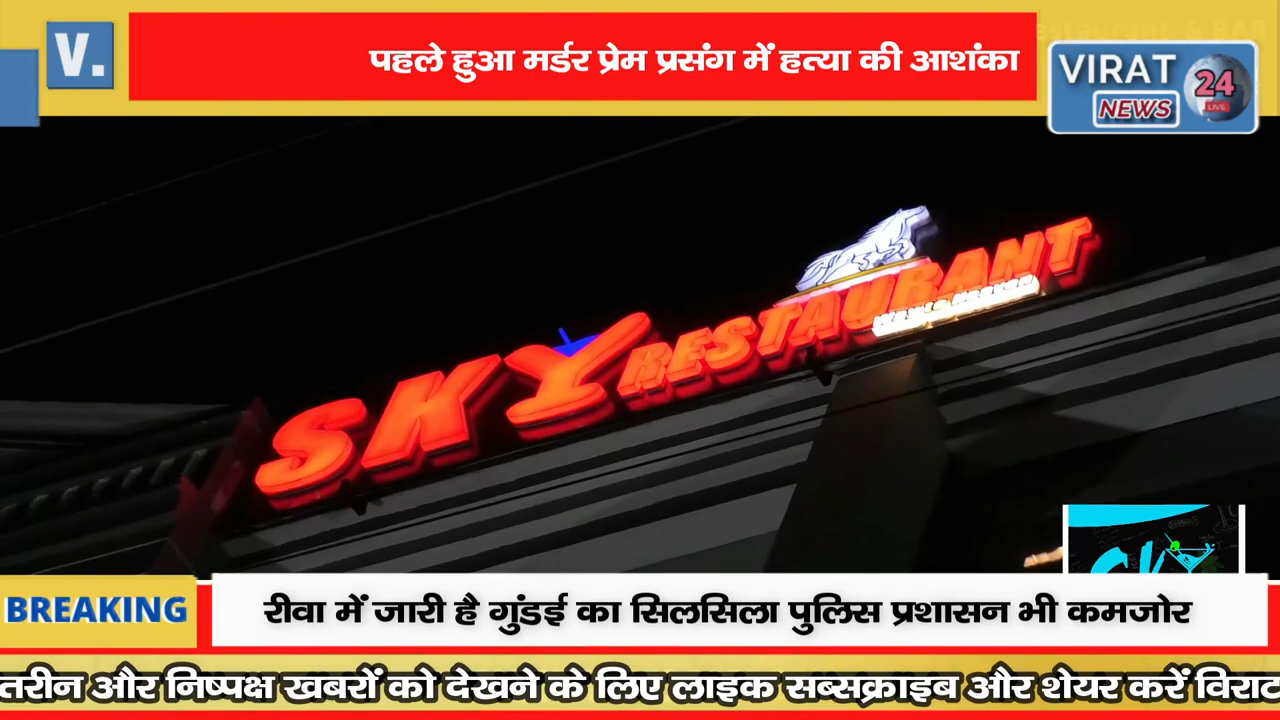 V.
पहले हुआ मर्डर प्रेम प्रसंग में हत्या की आशंका
VIRAT
24
LIVE
NEWS
SKY RESTAURANT
BREAKING
रीवा में जारी है गुंडई का सिलसिला पुलिस प्रशासन भी कमजोर
तरीन और निष्पक्ष खबरों को देखने के लिए लाइक सब्सक्राइब और शेयर करें विराट